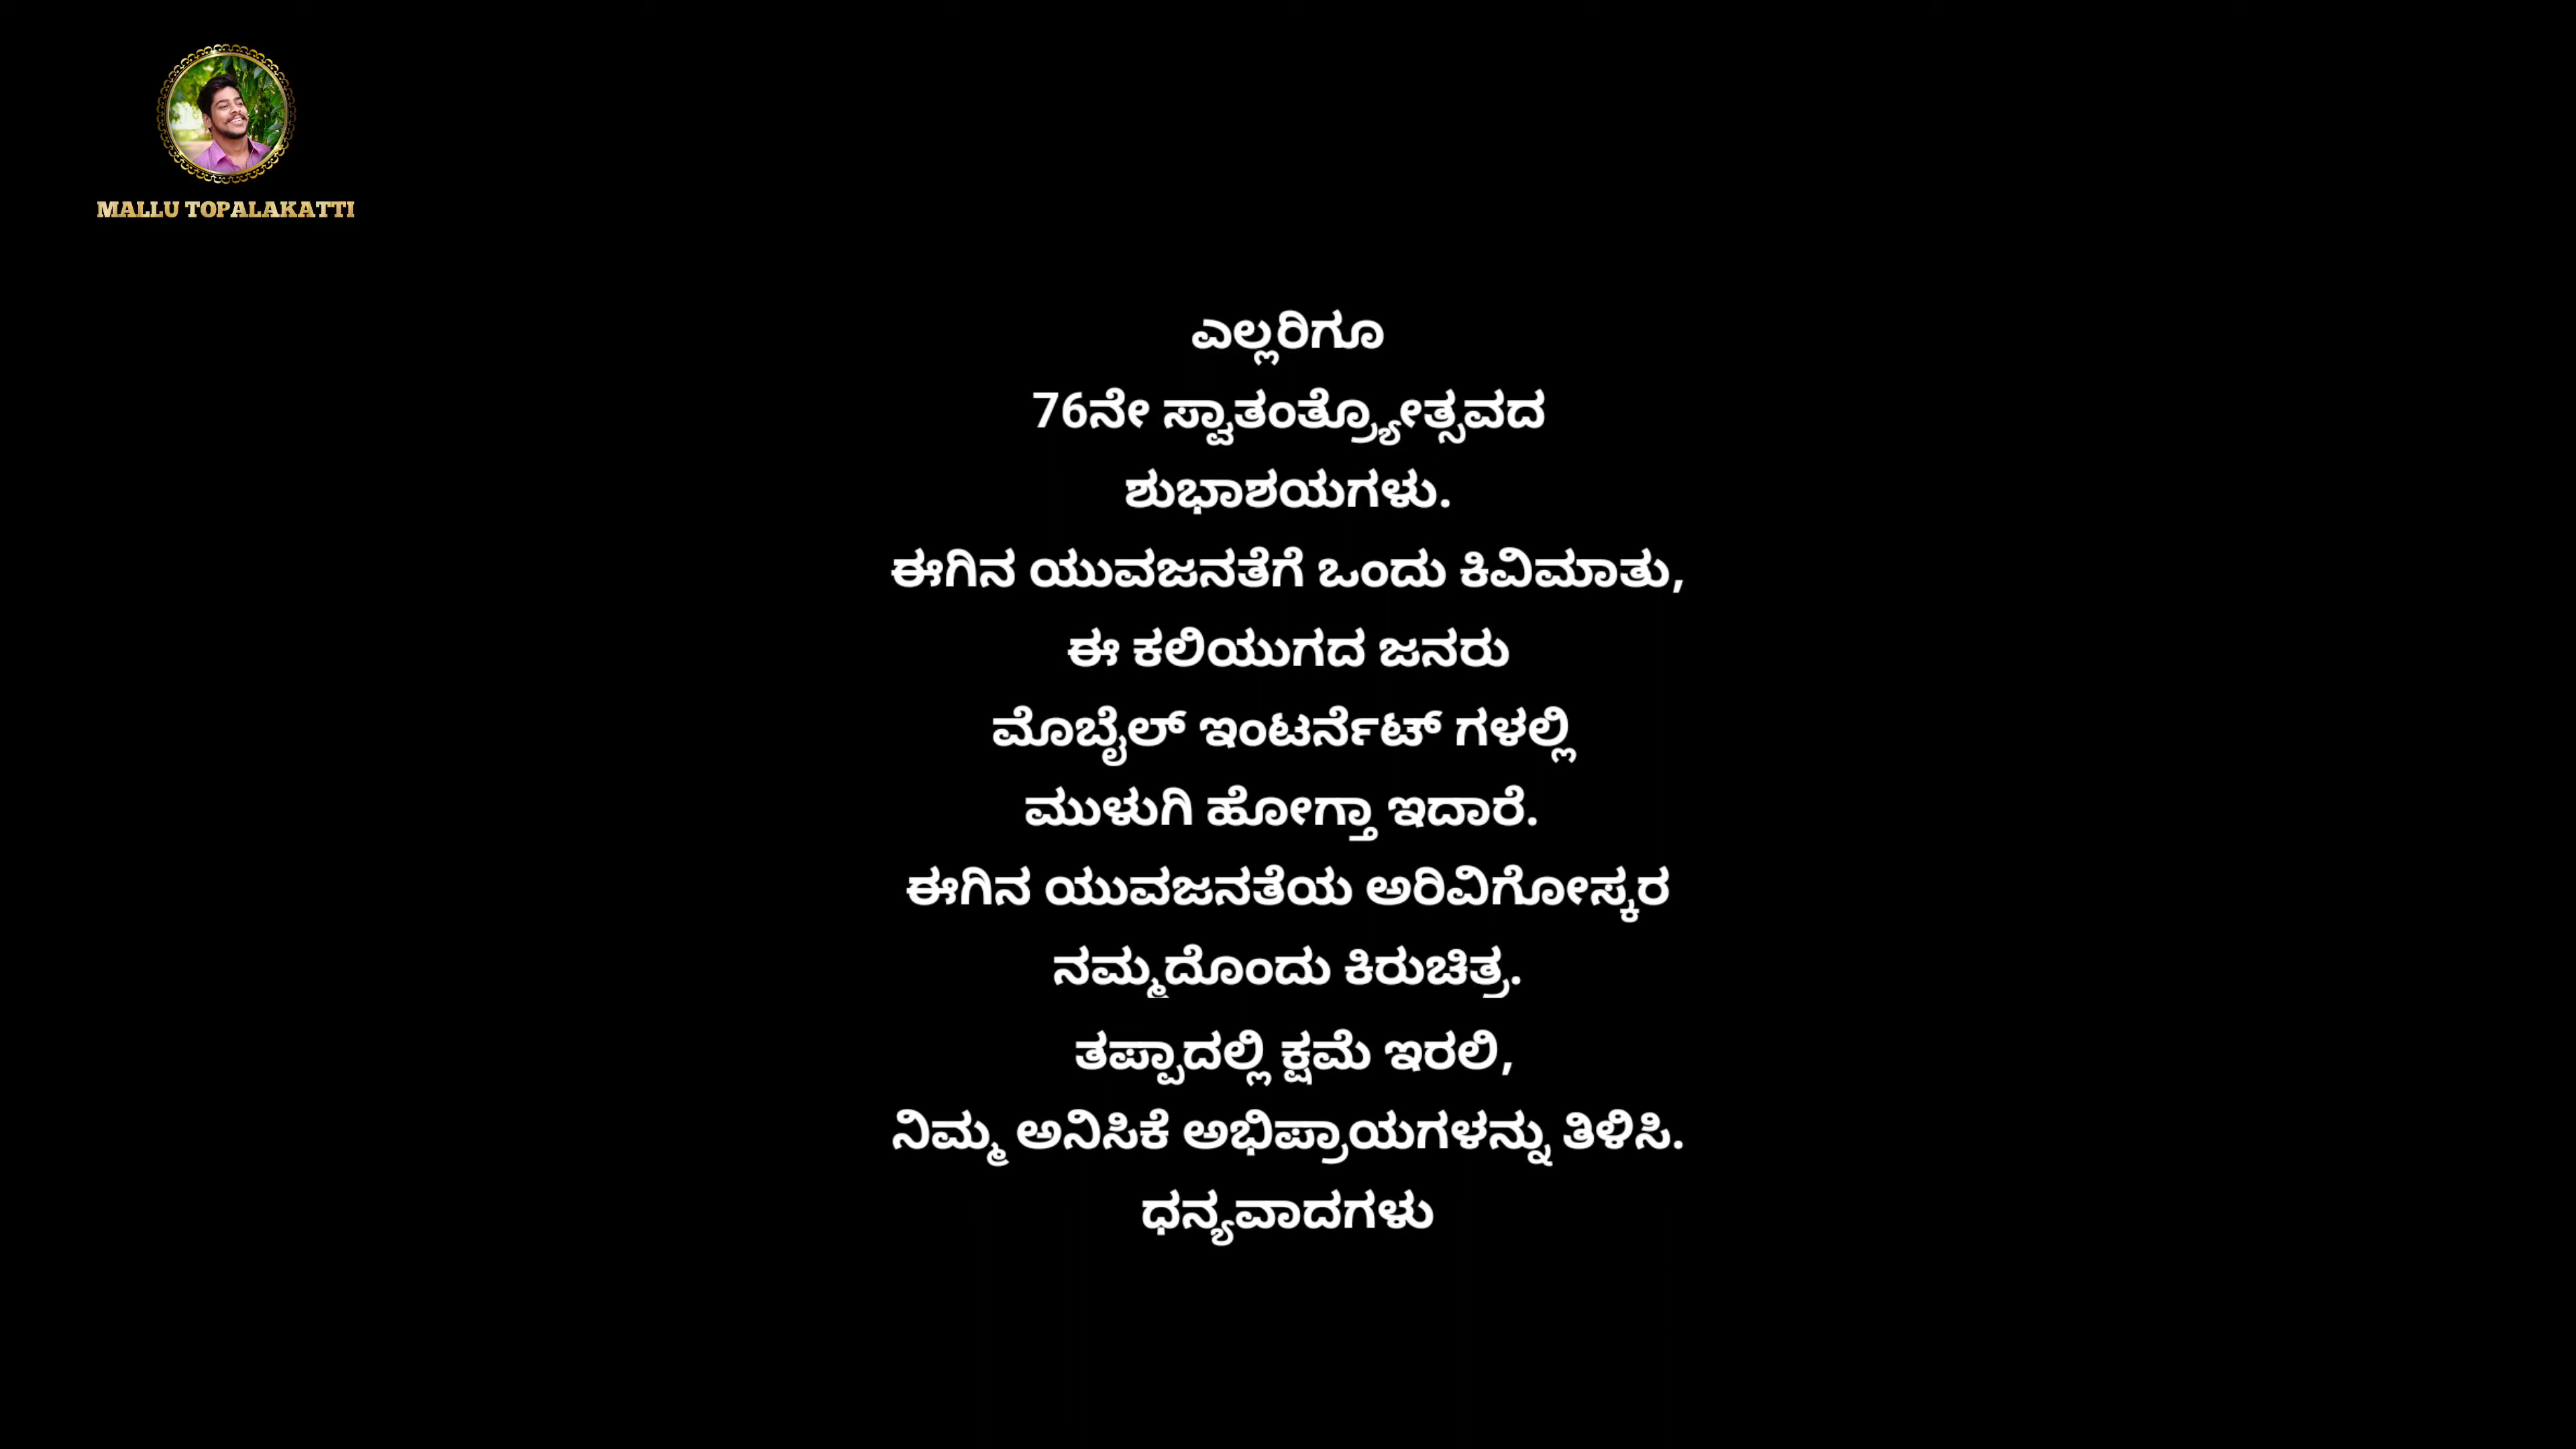 MALLU TOPALAKATTI
ಎಲ್ಲರಿಗೂ
76ನೇ ಸ್ವಾತಂತ್ರ್ಯೋತ್ಸವದ
ಶುಭಾಶಯಗಳು.
ಈಗಿನ ಯುವಜನತೆಗೆ ಒಂದು ಕಿವಿಮಾತು,
ಈ ಕಲಿಯುಗದ ಜನರು
ಮೊಬೈಲ್ ಇಂಟರ್ನೆಟ್ ಗಳಲ್ಲಿ
ಮುಳುಗಿ ಹೋಗ್ತಾ ಇದಾರೆ.
ಈಗಿನ ಯುವಜನತೆಯ ಅರಿವಿಗೋಸ್ಕರ
ನಮ್ಮದೊಂದು ಕಿರುಚಿತ್ರ.
ತಪ್ಪಾದಲ್ಲಿ ಕ್ಷಮೆ ಇರಲಿ,
ನಿಮ್ಮ ಅನಿಸಿಕೆ ಅಭಿಪ್ರಾಯಗಳನ್ನು ತಿಳಿಸಿ.
ಧನ್ಯವಾದಗಳು